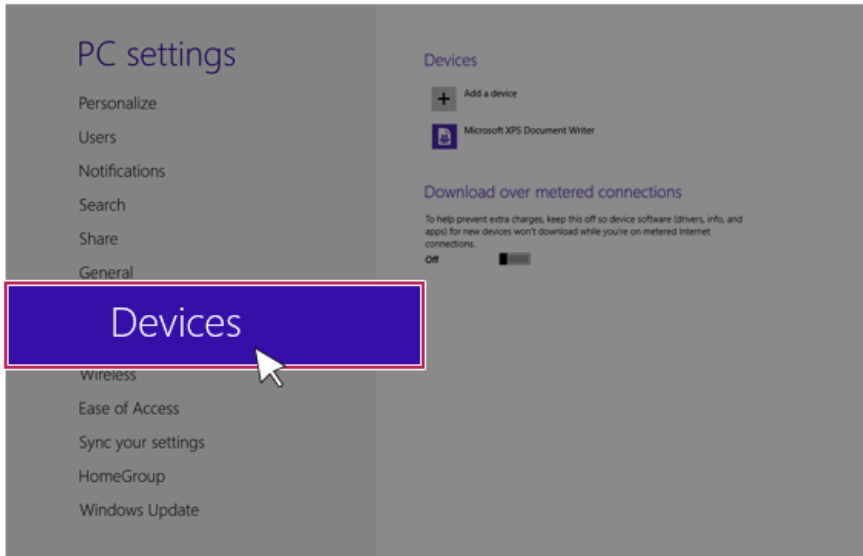 PC settings
Personalize
Users
Notifications
Search
Share
General
Devices
Wireless
Ease of Access
Sync your settings
HomeGroup
Windows Update
Devices
Add a device
Microsoft XPS Document Writer
Download over metered connections
To help prevent extra charges, keep this off so device software (drivers, info, and
apps) for new devices won't download while you're on metered Internet
connections.
Off